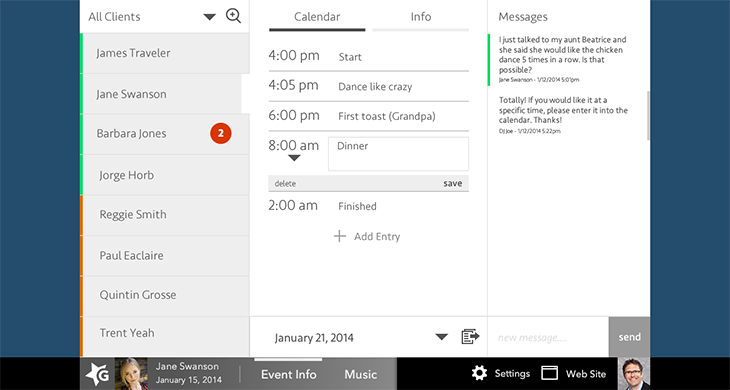 All Clients
James Traveler
Jane Swanson
Barbara Jones
2
Jorge Horb
Reggie Smith
Paul Eaclaire
Quintin Grosse
Trent Yeah
Calendar
Info
4:00 pm Start
4:05 pm Dance like crazy
6:00 pm First toast (Grandpa)
8:00 am Dinner
delete save
2:00 am Finished
Add Entry
January 21, 2014
Messages
I just talked to my aunt Beatrice and
she said she would like the chicken
dance 5 times in a row. Is that
possible?
Jane Swanson - 1/12/2014 5:01pm
Totally! If you would like it at a
specific time, please enter it into the
calendar. Thanks!
DJ Joe - 1/12/2014 5:22pm
new message...
send
G
Jane Swanson
January 15, 2014
Event Info
Music
Settings
Web Site